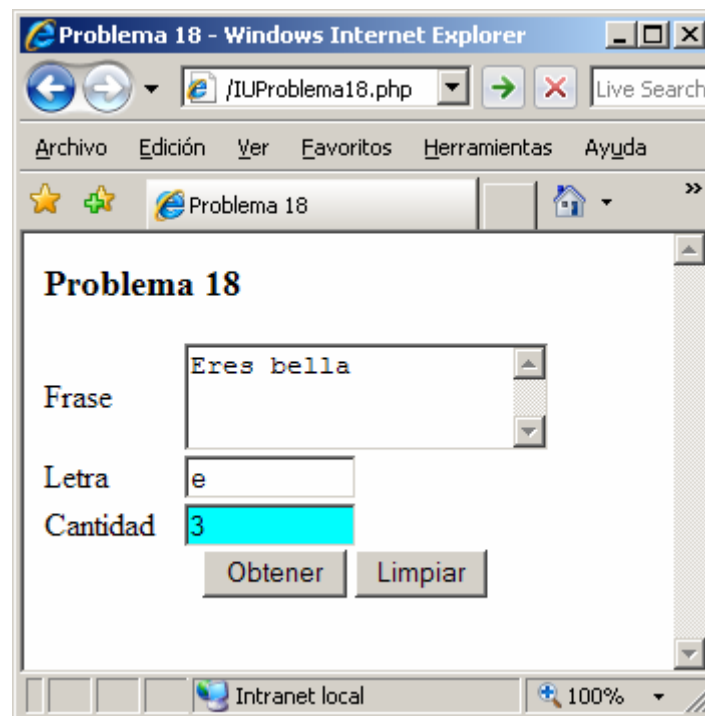 Problema 18 - Windows Internet Explorer
/IUProblema18.php Live Search
Archivo Edición Ver Favoritos Herramientas Ayuda
Problema 18 »
Problema 18
Frase Eres bella
Letra e
Cantidad 3
Obtener Limpiar
Intranet local 100%